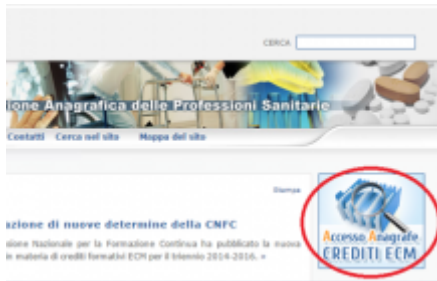 CERCA
ione Anagrafica delle Professioni Sanitarie
Contatti Cerca nel sito Mappa del sito
Stampa
azione di nuove determine della CNFC
sione Nazionale per la Formazione Continua ha pubblicato la nuova
in materia di crediti formativi ECM per il triennio 2014-2016. »
Accesso Anagrafe
CREDITI ECM